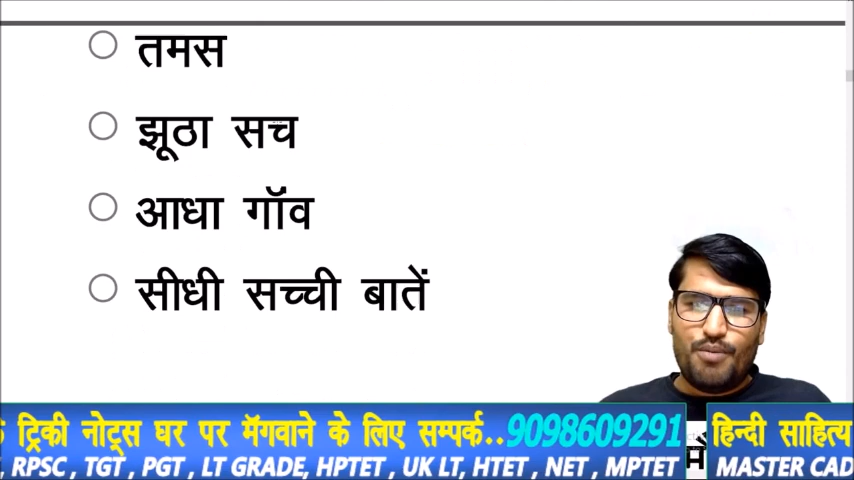 तमस
झूठा सच
आधा गॉव
सीधी सच्ची बातें
ट्रिकी नोट्स घर पर मॅगवाने के लिए सम्पर्क..9098609291
हिन्दी साहित्य
, RPSC , TGT , PGT , LT GRADE, HPTET , UK LT, HTET , NET , MPTET
MASTER CAD